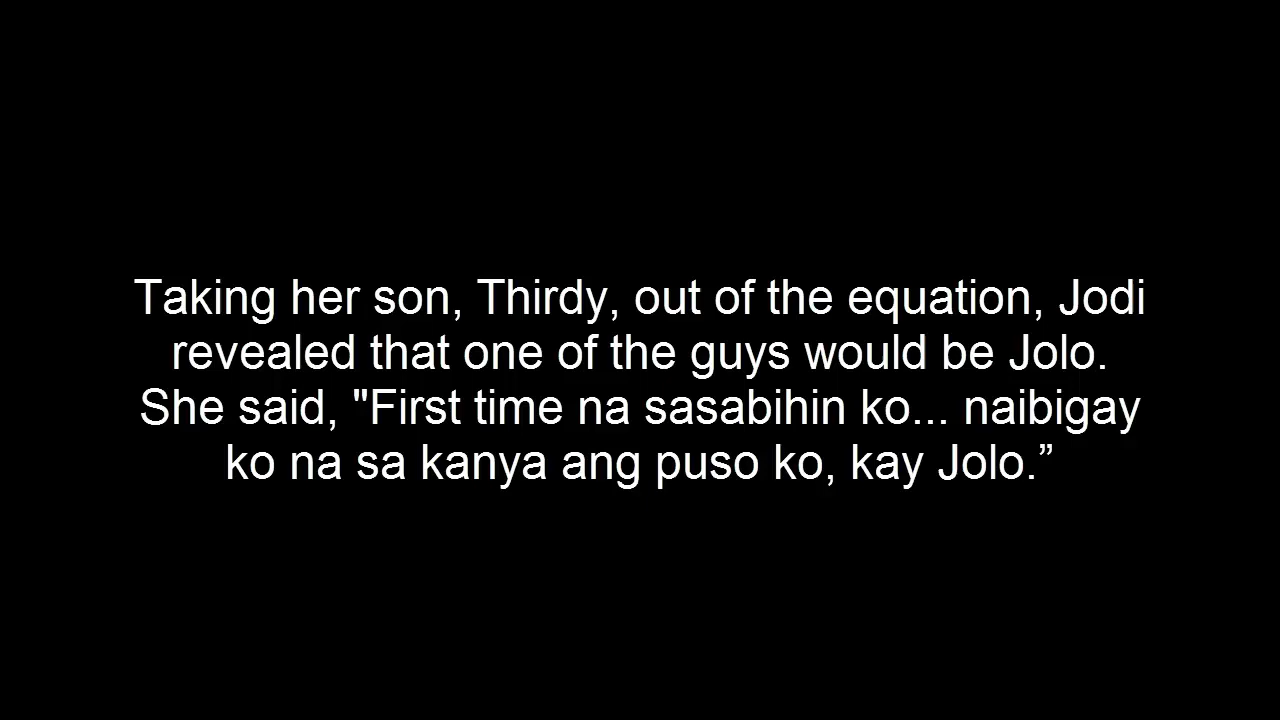 Taking her son, Thirdy, out of the equation, Jodi
revealed that one of the guys would be Jolo.
She said, "First time na sasabihin ko... naibigay
ko na sa kanya ang puso ko, kay Jolo.”